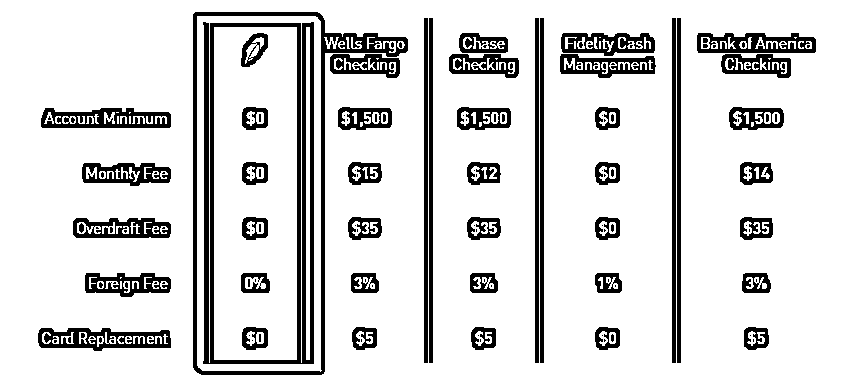 Wells Fargo Checking
Chase Checking
Fidelity Cash Management
Bank of America Checking
Account Minimum $0 $1,500 $1,500 $0 $1,500
Monthly Fee $0 $15 $12 $0 $14
Overdraft Fee $0 $35 $35 $0 $35
Foreign Fee 0% 3% 3% 1% 3%
Card Replacement $0 $5 $5 $0 $5